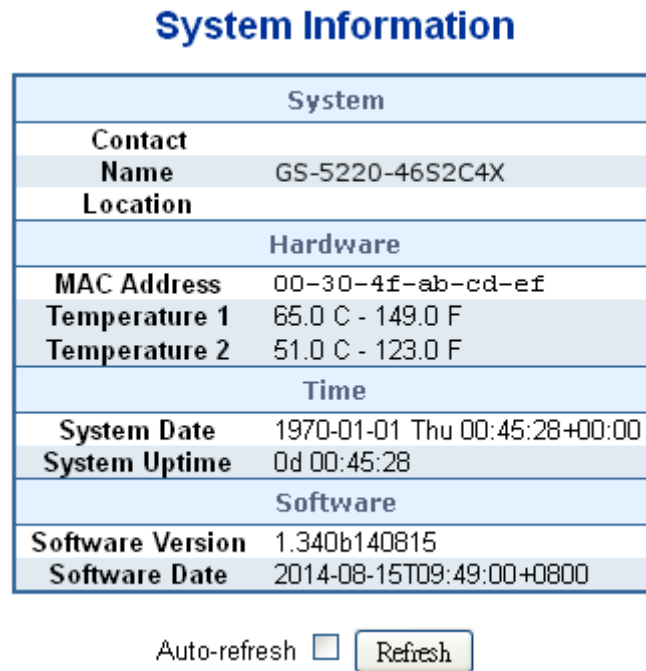 System Information
System
Contact
Name GS-5220-46S2C4X
Location
Hardware
MAC Address 00-30-4f-ab-cd-ef
Temperature 1 65.0 C - 149.0 F
Temperature 2 51.0 C - 123.0 F
Time
System Date 1970-01-01 Thu 00:45:28+00:00
System Uptime 0d 00:45:28
Software
Software Version 1.340b140815
Software Date 2014-08-15T09:49:00+0800
Auto-refresh Refresh